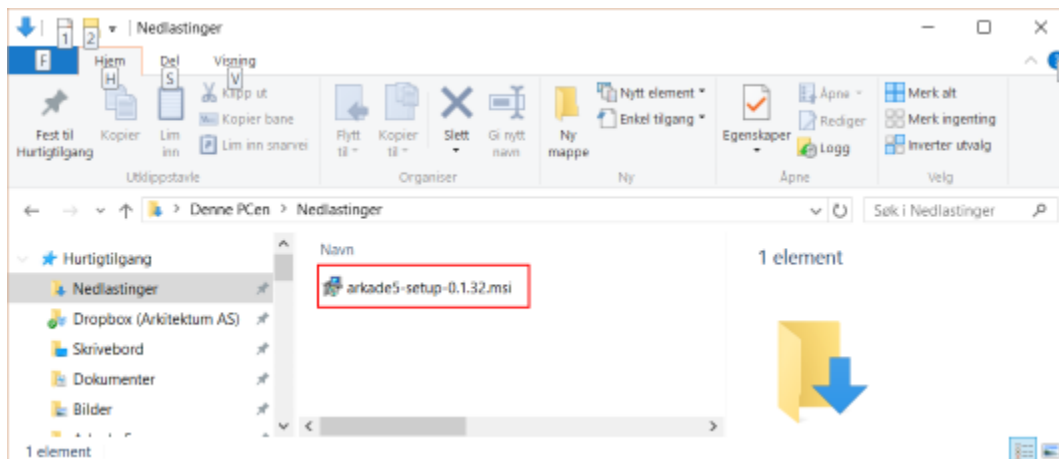 Nedlastinger
1 2
F Hjem Del Visning
H S V
Fest til Hurtigtilgang
Kopier
Lim inn
Klipp ut
Kopier bane
Lim inn snarvei
Utklippstavle
Flytt til
Kopier til
Slett
Gi nytt navn
Organiser
Ny mappe
Nytt element
Enkel tilgang
Ny
Egenskaper
Åpne
Rediger
Logg
Åpne
Merk alt
Merk ingenting
Inverter utvalg
Velg
Denne PCen > Nedlastinger
Søk i Nedlastinger
Hurtigtilgang
Nedlastinger
Dropbox (Arkitektum AS)
Skrivebord
Dokumenter
Bilder
Navn
arkade5-setup-0.1.32.msi
1 element
1 element